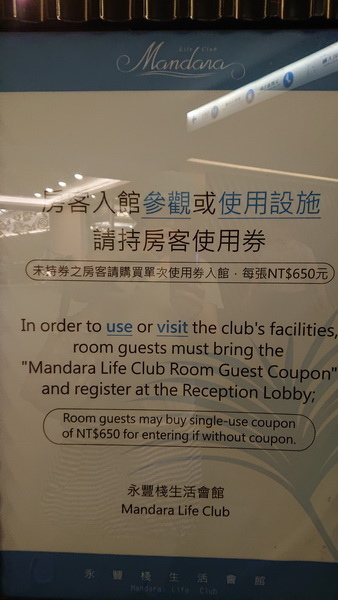 Life Club
Mandara
房客入館參觀或使用設施
請持房客使用券
未持券之房客請購買單次使用券入館，每張NT$650元
In order to use or visit the club's facilities,
room guests must bring the
"Mandara Life Club Room Guest Coupon"
and register at the Reception Lobby;
Room guests may buy single-use coupon
of NT$650 for entering if without coupon.
永豐棧生活會館
Mandara Life Club
永豐棧生活會館
Mandara Life Club